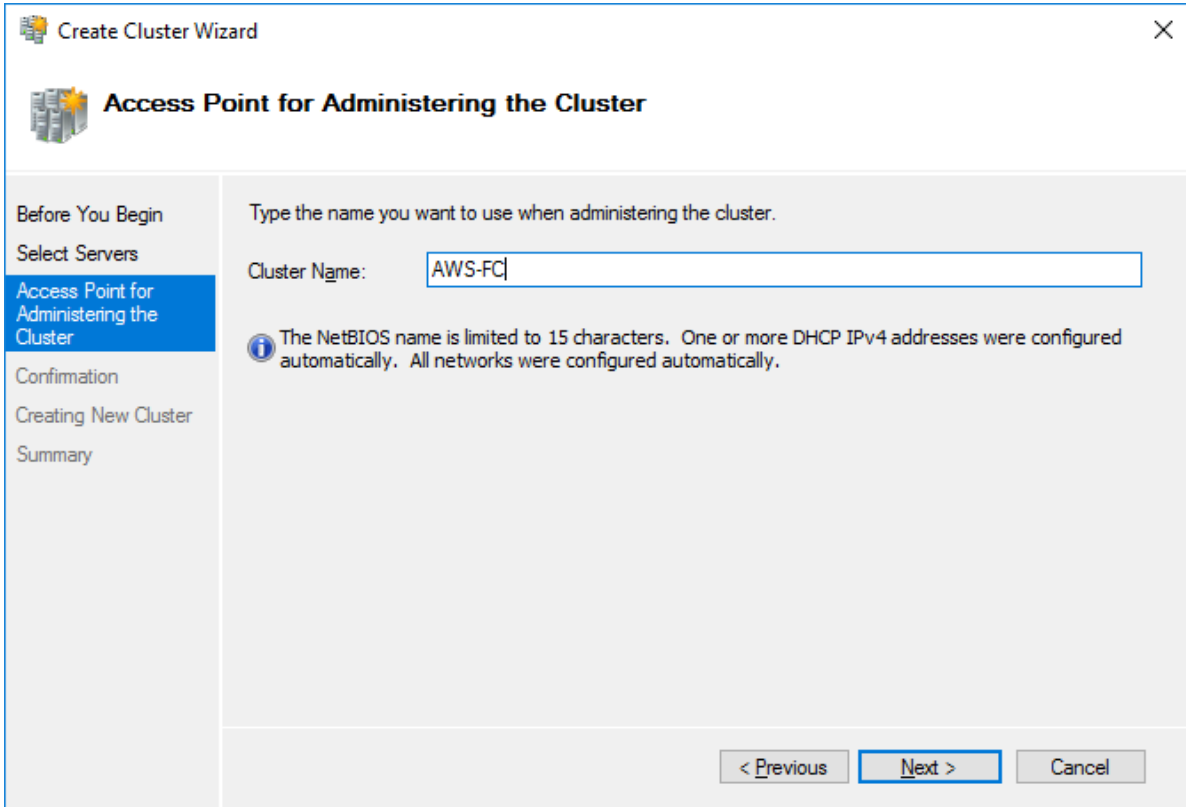 Create Cluster Wizard
Access Point for Administering the Cluster
Before You Begin
Select Servers
Access Point for
Administering the
Cluster
Confirmation
Creating New Cluster
Summary
Type the name you want to use when administering the cluster.
Cluster Name:
AWS-FC
The NetBIOS name is limited to 15 characters.  One or more DHCP IPv4 addresses were configured
automatically.  All networks were configured automatically.
< Previous
Next >
Cancel